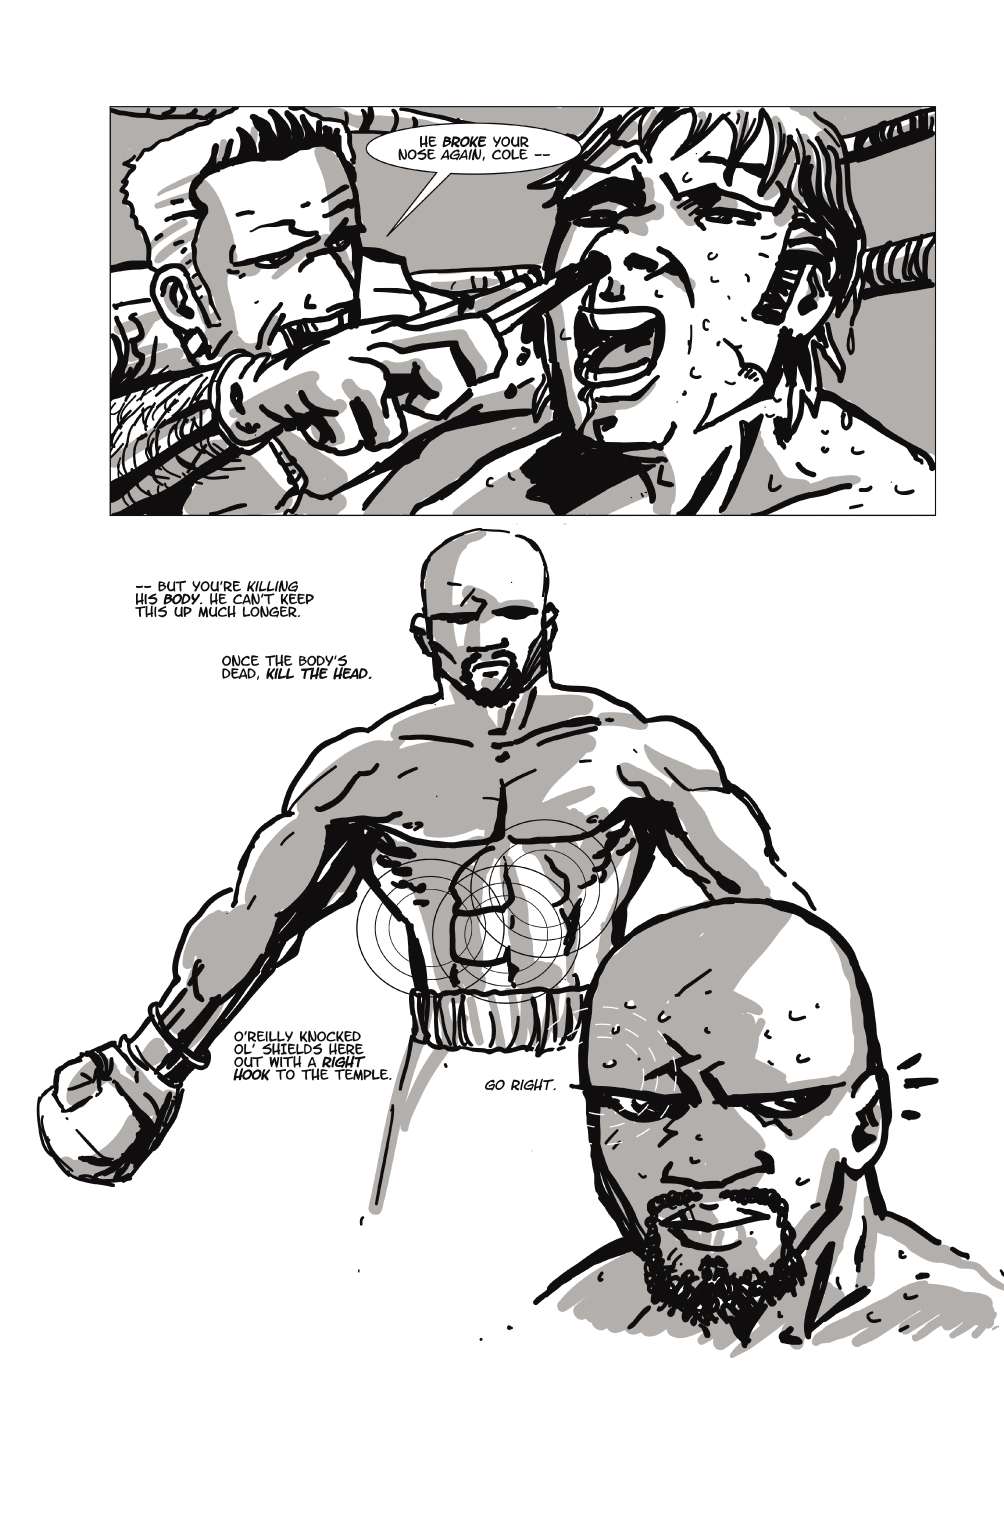 HE BROKE YOUR
NOSE AGAIN, COLE --
-- BUT YOU'RE KILLING
HIS BODY. HE CAN'T KEEP
THIS UP MUCH LONGER.
ONCE THE BODY'S
DEAD, KILL THE HEAD.
O'REILLY KNOCKED
OL' SHIELDS HERE
OUT WITH A RIGHT
HOOK TO THE TEMPLE.
GO RIGHT.